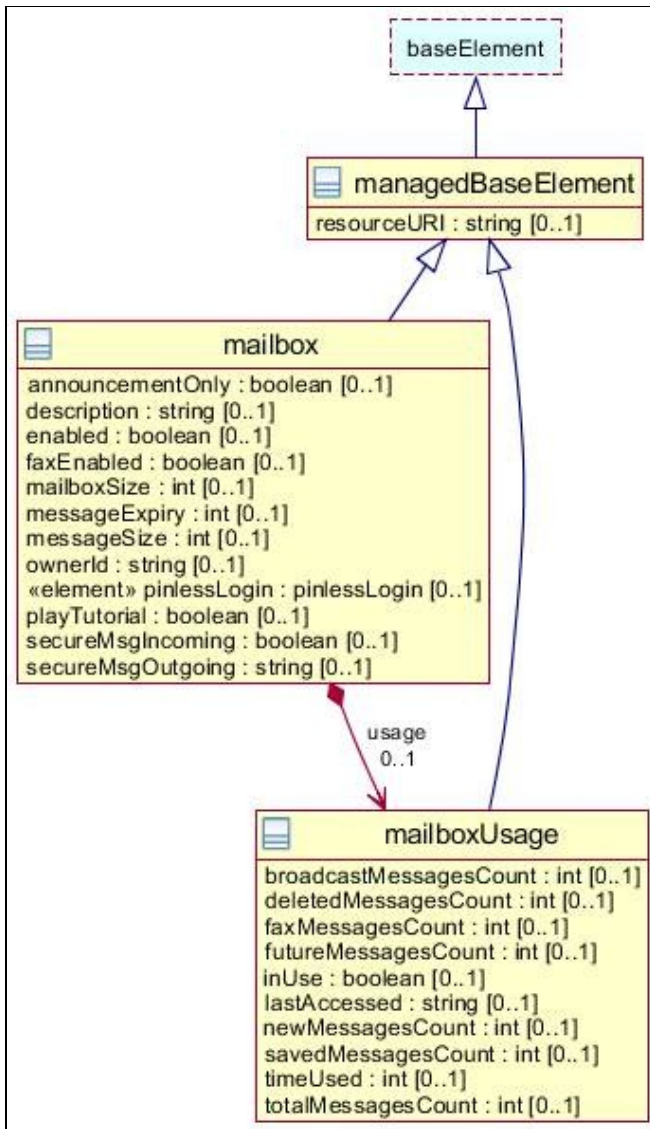 baseElement
managedBaseElement
resourceURI : string [0..1]
mailbox
announcementOnly : boolean [0..1]
description : string [0..1]
enabled : boolean [0..1]
faxEnabled : boolean [0..1]
mailboxSize : int [0..1]
messageExpiry : int [0..1]
messageSize : int [0..1]
ownerId : string [0..1]
«element» pinlessLogin : pinlessLogin [0..1]
playTutorial : boolean [0..1]
secureMsgIncoming : boolean [0..1]
secureMsgOutgoing : string [0..1]
usage
0..1
mailboxUsage
broadcastMessagesCount : int [0..1]
deletedMessagesCount : int [0..1]
faxMessagesCount : int [0..1]
futureMessagesCount : int [0..1]
inUse : boolean [0..1]
lastAccessed : string [0..1]
newMessagesCount : int [0..1]
savedMessagesCount : int [0..1]
timeUsed : int [0..1]
totalMessagesCount : int [0..1]